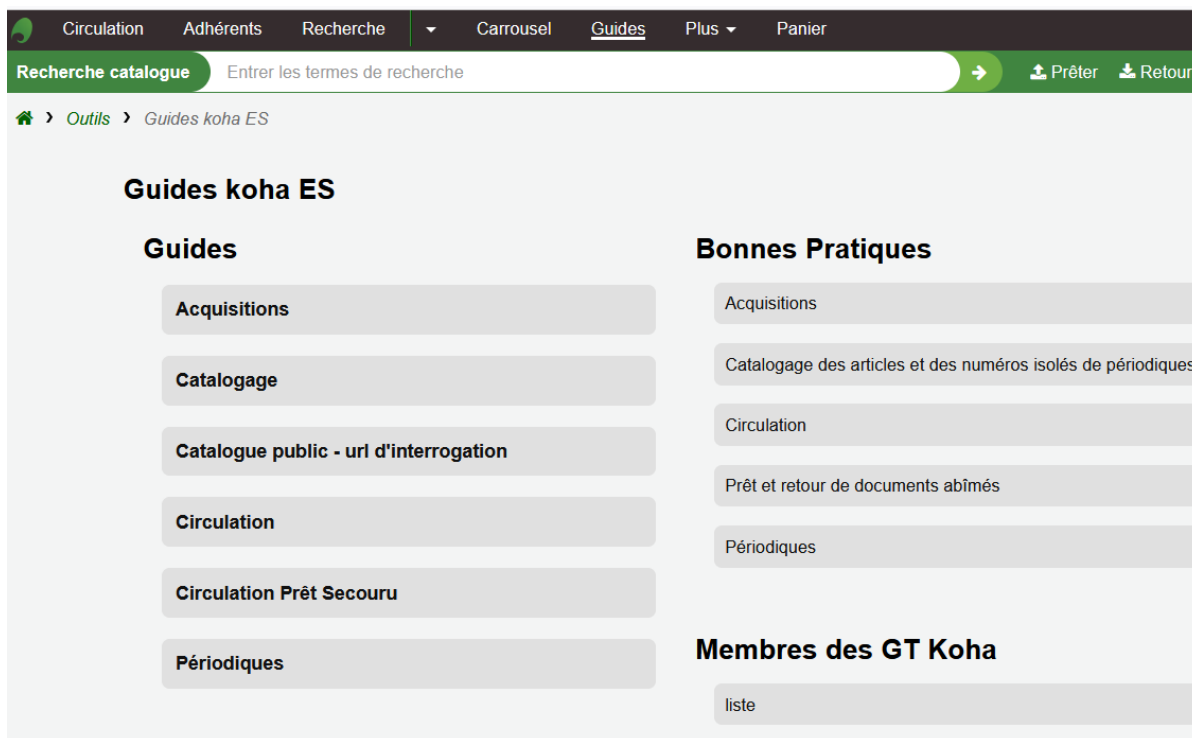 Circulation Adhérents Recherche Carrousel Guides Plus Panier
Recherche catalogue Entrer les termes de recherche Prêter Retour
Outils Guides koha ES
Guides koha ES
Guides
Acquisitions
Catalogage
Catalogue public - url d'interrogation
Circulation
Circulation Prêt Secouru
Périodiques
Bonnes Pratiques
Acquisitions
Catalogage des articles et des numéros isolés de périodiques
Circulation
Prêt et retour de documents abîmés
Périodiques
Membres des GT Koha
liste